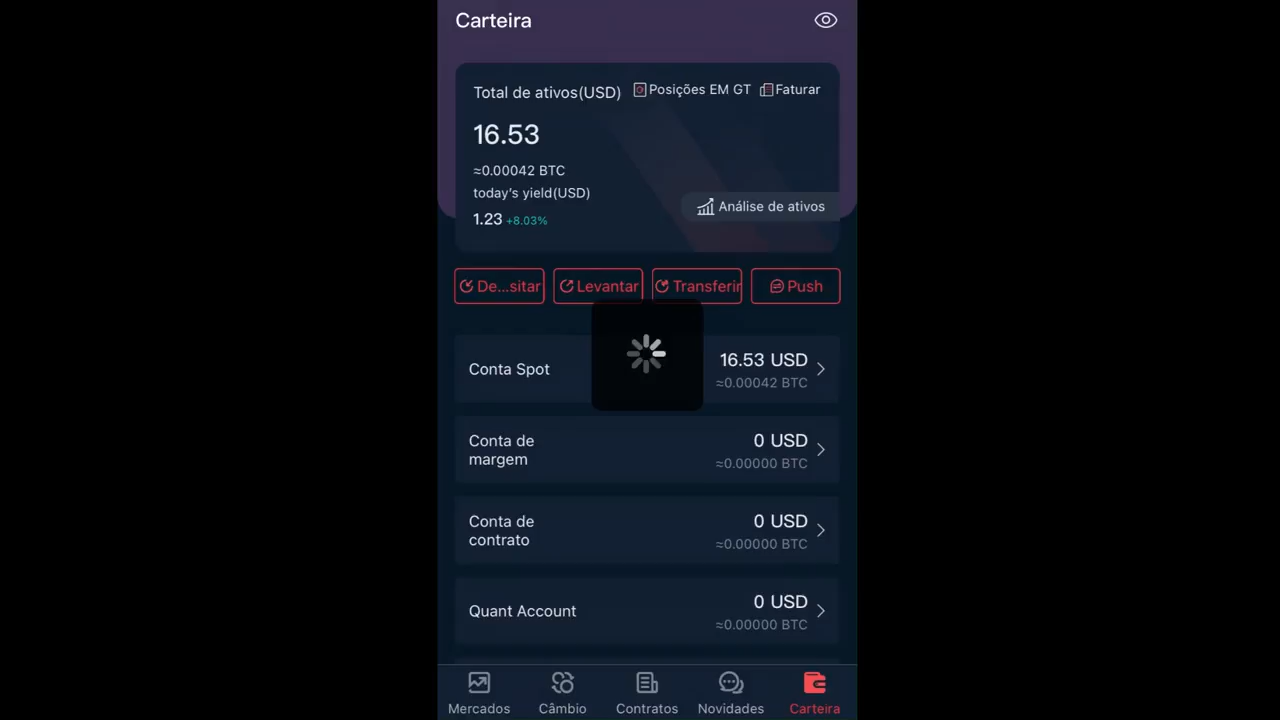 Carteira
Total de ativos(USD)
Posições EM GT
Faturar
16.53
≈0.00042 BTC
today's yield(USD)
1.23 +8.03%
Análise de ativos
De...sitar
Levantar
Transferir
Push
Conta Spot
16.53 USD
≈0.00042 BTC
Conta de
margem
0 USD
≈0.00000 BTC
Conta de
contrato
0 USD
≈0.00000 BTC
Quant Account
0 USD
≈0.00000 BTC
Mercados
Câmbio
Contratos
Novidades
Carteira